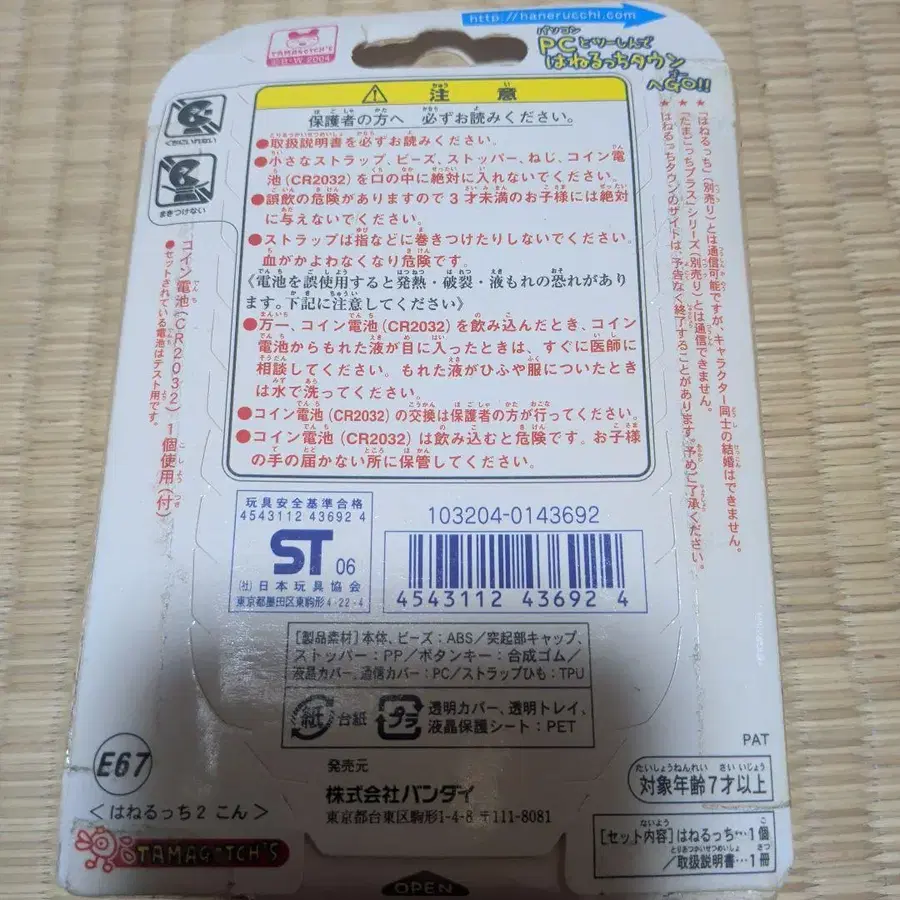 http://hanerucchi.com
TAMAGOTCH'S
©B・W 2004
パソコン
PCとツーしんで
はねるっちタウン
へGO!!
ゴー
くちにいれない
まきつけない
注意
保護者の方へ 必ずお読みください。
●取扱説明書を必ずお読みください。
●小さなストラップ、ビーズ、ストッパー、ねじ、コイン電
池(CR2032)を口の中に絶対に入れないでください。
●誤飲の危険がありますので3才未満のお子様には絶対
に与えないでください。
●ストラップは指などに巻きつけたりしないでください。
血がかよわなくなり危険です。
《電池を誤使用すると発熱・破裂・液もれの恐れがあり
ます。下記に注意してください》
●万一、コイン電池(CR2032)を飲み込んだとき、コイン
電池からもれた液が目に入ったときは、すぐに医師に
相談してください。もれた液がひふや服についたとき
は水で洗ってください。
●コイン電池(CR2032)の交換は保護者の方が行ってください。
●コイン電池(CR2032)は飲み込むと危険です。お子様
の手の届かない所に保管してください。
★「はねるっち」(別売り)とは通信可能ですが、キャラクター同士の結婚はできません。
★「たまごっちプラス」シリーズ(別売り)とは通信できません。
★はねるっちタウンのサイトは、予告なく終了することがあります。予めご了承ください。
コイン電池(CR2032)1個使用(付)
●セットされている電池はテスト用です。
玩具安全基準合格
4543112 43692 4
ST 06
(社)日本玩具協会
東京都墨田区東駒形4-22-4
103204-0143692
4543112 43692 4
[製品素材]本体、ビーズ:ABS/突起部キャップ、
ストッパー:PP/ボタンキー:合成ゴム/
液晶カバー、通信カバー:PC/ストラップひも:TPU
紙 台紙
プラ 透明カバー、透明トレイ、
液晶保護シート:PET
E67
<はねるっち2 こん>
TAMAGOTCH'S
発売元
株式会社バンダイ
東京都台東区駒形1-4-8 〒111-8081
OPEN
PAT
たいしょうねんれい さい いじょう
対象年齢7才以上
[セット内容]はねるっち…1個
/取扱説明書…1冊